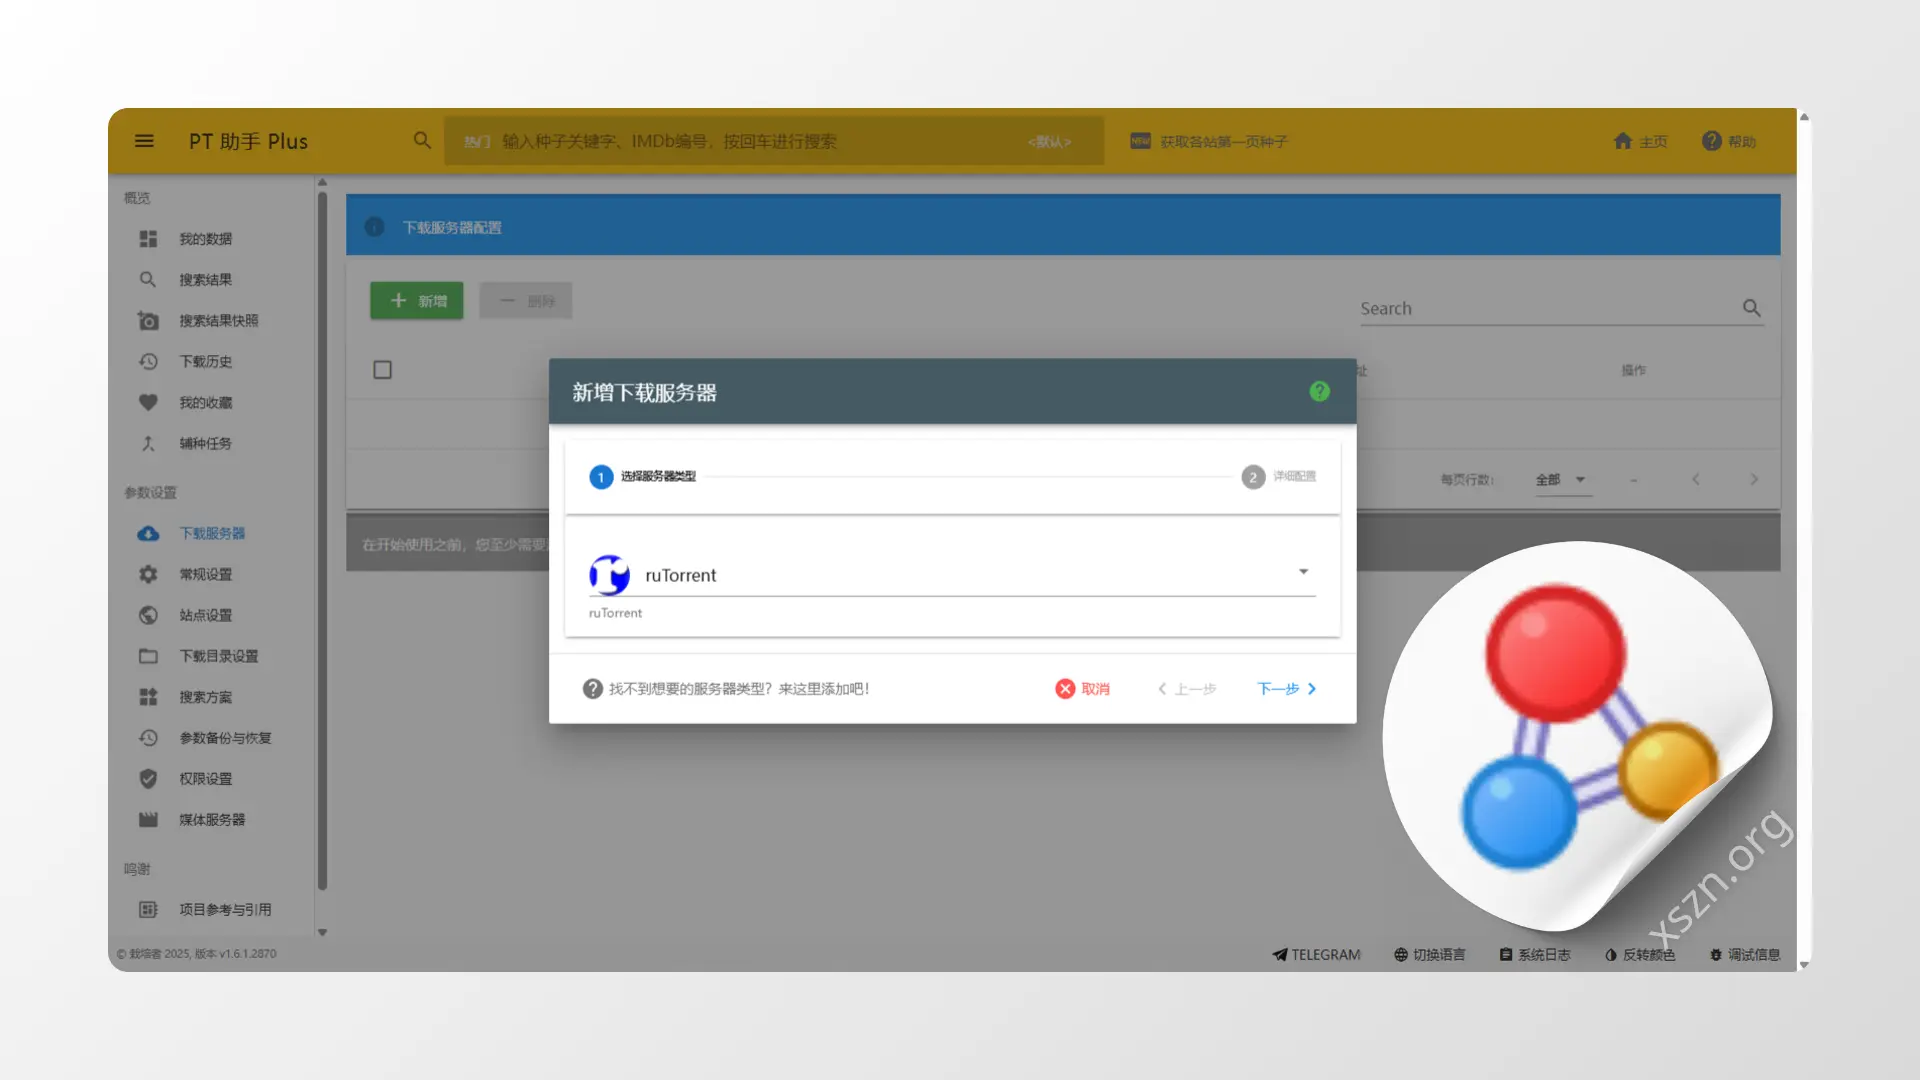 PT 助手 Plus
热门 输入种子关键字、IMDb编号，按回车进行搜索 <默认>
NEW 获取各站第一页种子
主页
帮助
概览
我的数据
搜索结果
搜索结果快照
下载历史
我的收藏
辅种任务
参数设置
下载服务器
常规设置
站点设置
下载目录设置
搜索方案
参数备份与恢复
权限设置
媒体服务器
鸣谢
项目参考与引用
© 栽培者 2025, 版本 v1.6.1.2870
下载服务器配置
新增
删除
Search
址
操作
每页行数:
全部
-
在开始使用之前，您至少需要
新增下载服务器
?
1 选择服务器类型
2 详细配置
ruTorrent
ruTorrent
找不到想要的服务器类型？来这里添加吧！
取消
上一步
下一步
TELEGRAM
切换语言
系统日志
反转颜色
调试信息
xszn.org